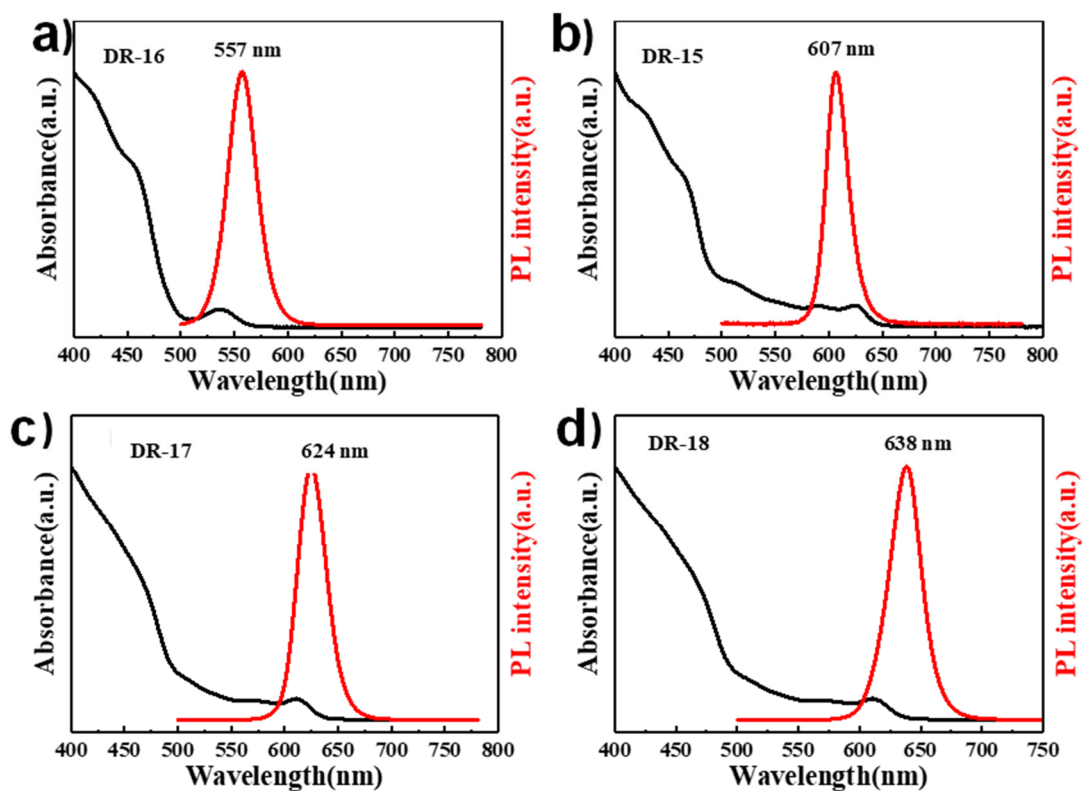 a)
DR-16
557 nm
Absorbance(a.u.)
PL intensity(a.u.)
400 450 500 550 600 650 700 750 800
Wavelength(nm)
b)
DR-15
607 nm
Absorbance(a.u.)
PL intensity(a.u.)
400 450 500 550 600 650 700 750 800
Wavelength(nm)
c)
DR-17
624 nm
Absorbance(a.u.)
PL intensity(a.u.)
400 450 500 550 600 650 700 750 800
Wavelength(nm)
d)
DR-18
638 nm
Absorbance(a.u.)
PL intensity(a.u.)
400 450 500 550 600 650 700 750
Wavelength(nm)